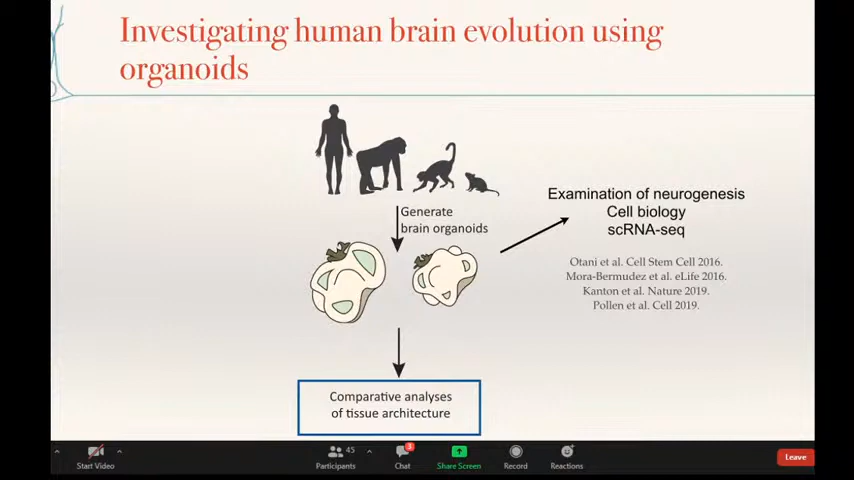 Investigating human brain evolution using
organoids
Generate
brain organoids
Examination of neurogenesis
Cell biology
scRNA-seq
Otani et al. Cell Stem Cell 2016.
Mora-Bermudez et al. eLife 2016.
Kanton et al. Nature 2019.
Pollen et al. Cell 2019.
Comparative analyses
of tissue architecture
45
3
Start Video
Participants
Chat
Share Screen
Record
Reactions
Leave